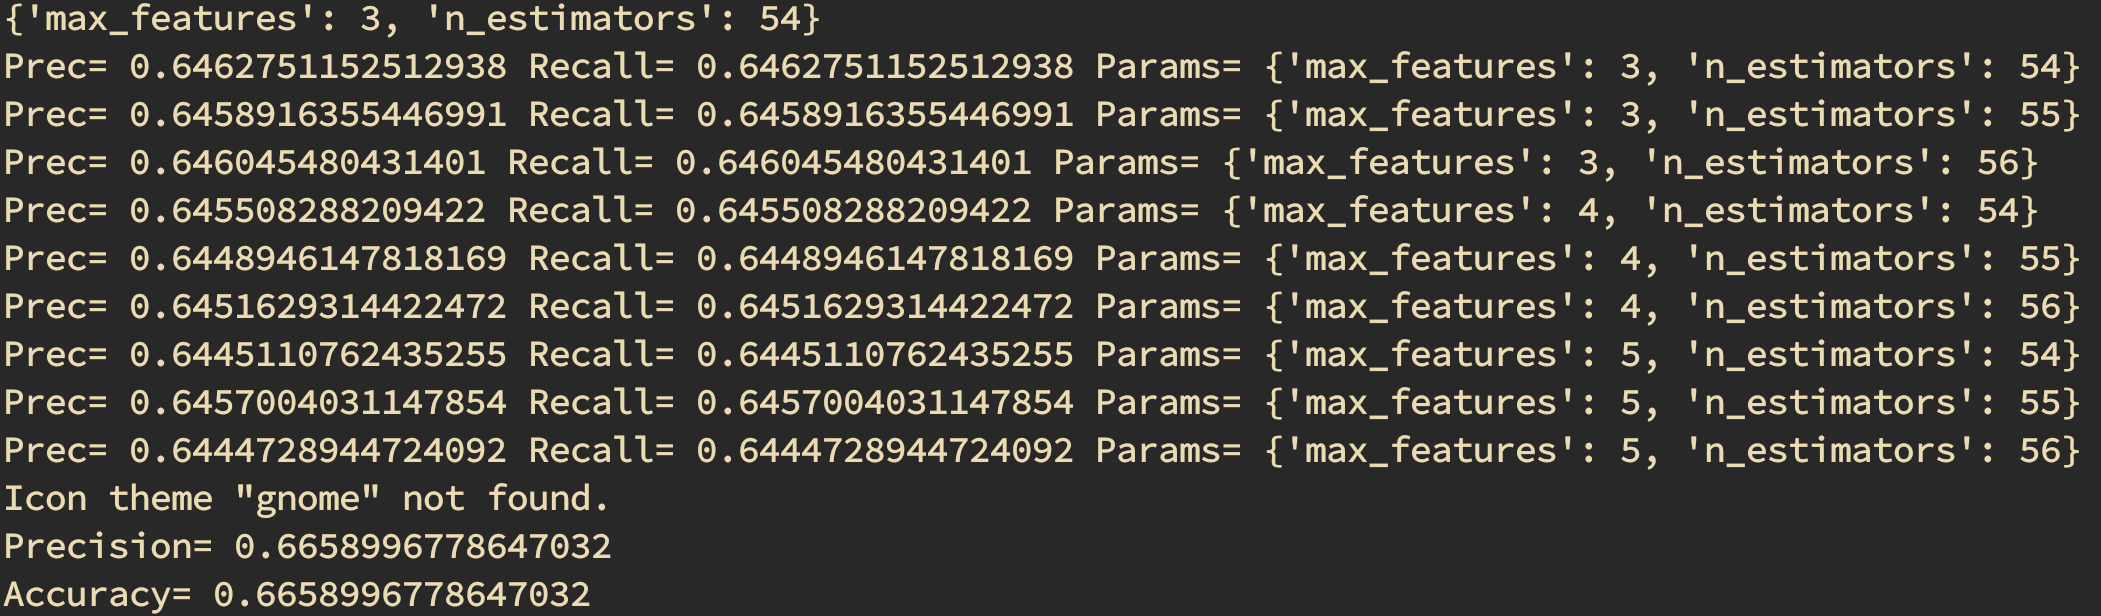 {'max_features': 3, 'n_estimators': 54}
Prec= 0.6462751152512938 Recall= 0.6462751152512938 Params= {'max_features': 3, 'n_estimators': 54}
Prec= 0.6458916355446991 Recall= 0.6458916355446991 Params= {'max_features': 3, 'n_estimators': 55}
Prec= 0.646045480431401 Recall= 0.646045480431401 Params= {'max_features': 3, 'n_estimators': 56}
Prec= 0.645508288209422 Recall= 0.645508288209422 Params= {'max_features': 4, 'n_estimators': 54}
Prec= 0.6448946147818169 Recall= 0.6448946147818169 Params= {'max_features': 4, 'n_estimators': 55}
Prec= 0.6451629314422472 Recall= 0.6451629314422472 Params= {'max_features': 4, 'n_estimators': 56}
Prec= 0.6445110762435255 Recall= 0.6445110762435255 Params= {'max_features': 5, 'n_estimators': 54}
Prec= 0.6457004031147854 Recall= 0.6457004031147854 Params= {'max_features': 5, 'n_estimators': 55}
Prec= 0.6444728944724092 Recall= 0.6444728944724092 Params= {'max_features': 5, 'n_estimators': 56}
Icon theme "gnome" not found.
Precision= 0.6658996778647032
Accuracy= 0.6658996778647032